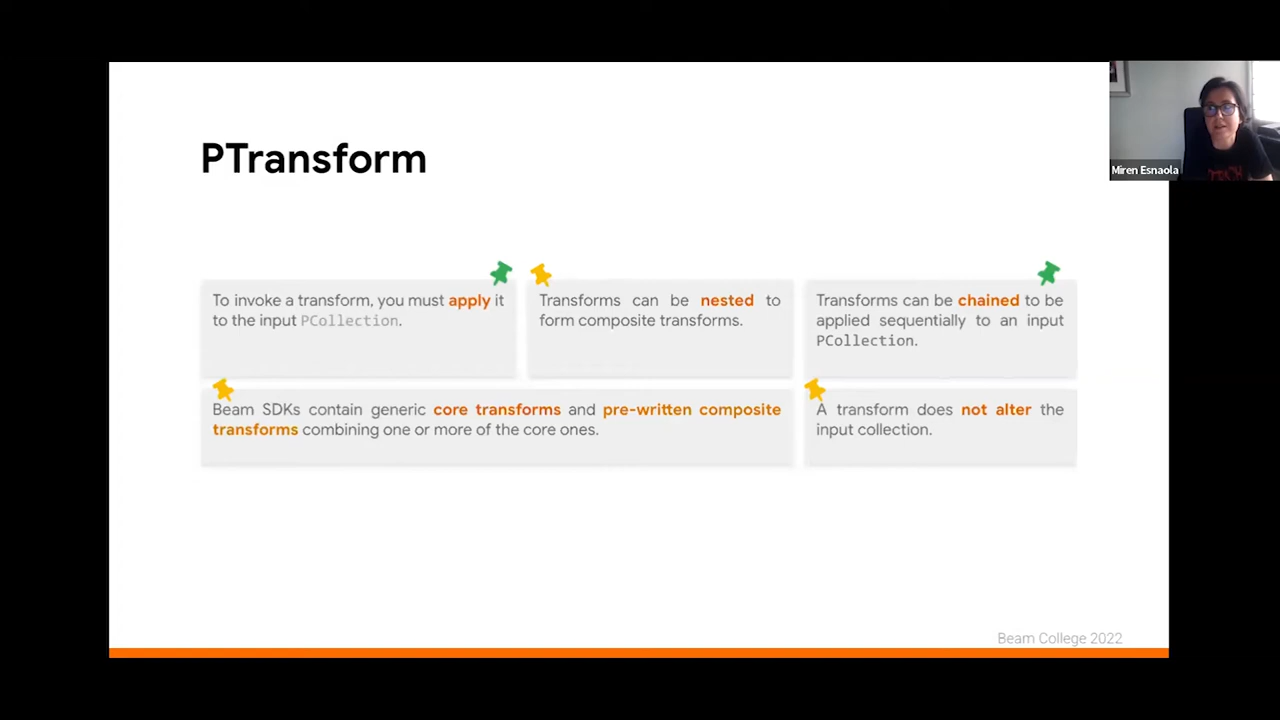 PTransform
Miren Esnaola
To invoke a transform, you must apply it
to the input PCollection.
Transforms can be nested to
form composite transforms.
Transforms can be chained to be
applied sequentially to an input
PCollection.
Beam SDKs contain generic core transforms and pre-written composite
transforms combining one or more of the core ones.
A transform does not alter the
input collection.
Beam College 2022